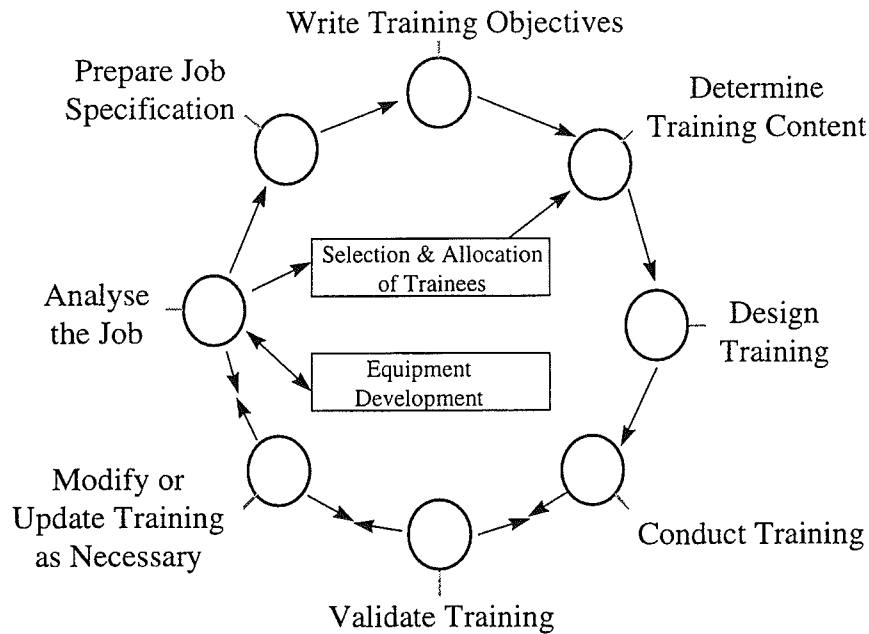 Write Training Objectives
Prepare Job
Specification
Determine
Training Content
Selection & Allocation
of Trainees
Analyse
the Job
Design
Training
Equipment
Development
Modify or
Update Training
as Necessary
Conduct Training
Validate Training